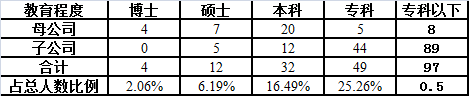 教育程度 博士 硕士 本科 专科 专科以下
母公司 4 7 20 5 8
子公司 0 5 12 44 89
合计 4 12 32 49 97
占总人数比例 2.06% 6.19% 16.49% 25.26% 0.5